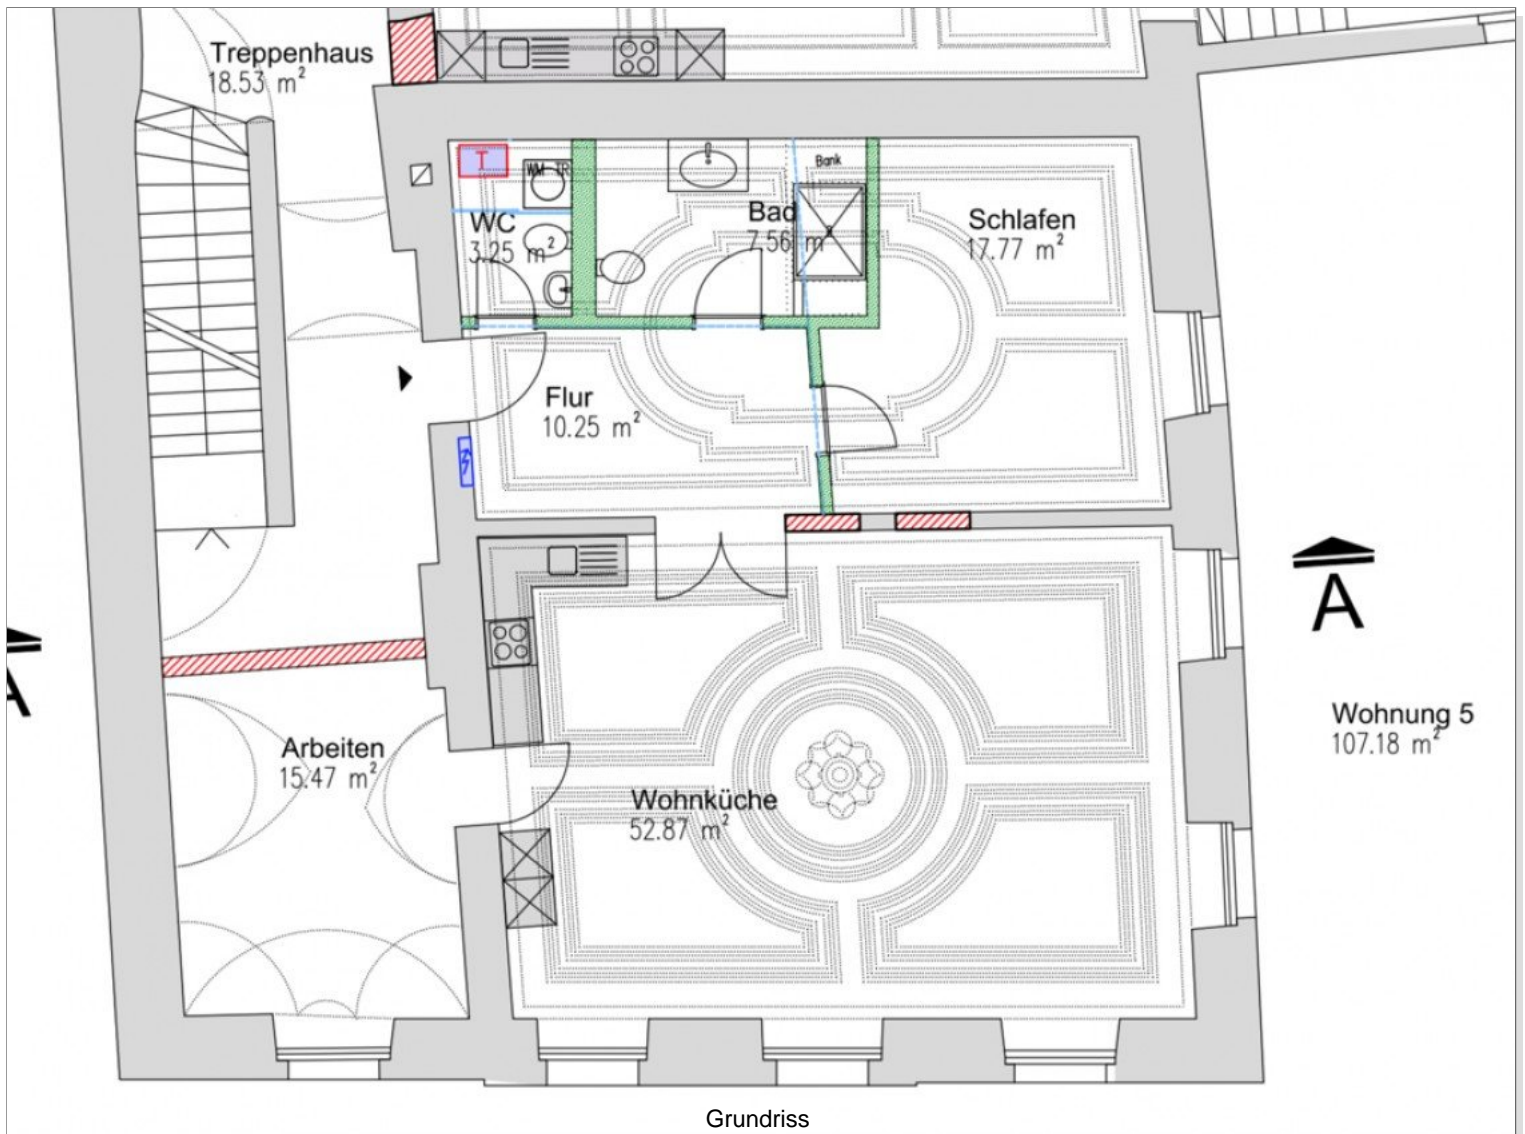 Treppenhaus
18.53 m²
T
WM TR
Bank
WC
3.25 m²
Bad
7.56 m²
Schlafen
17.77 m²
Flur
10.25 m²
A
A
Arbeiten
15.47 m²
Wohnküche
52.87 m²
Wohnung 5
107.18 m²
Grundriss